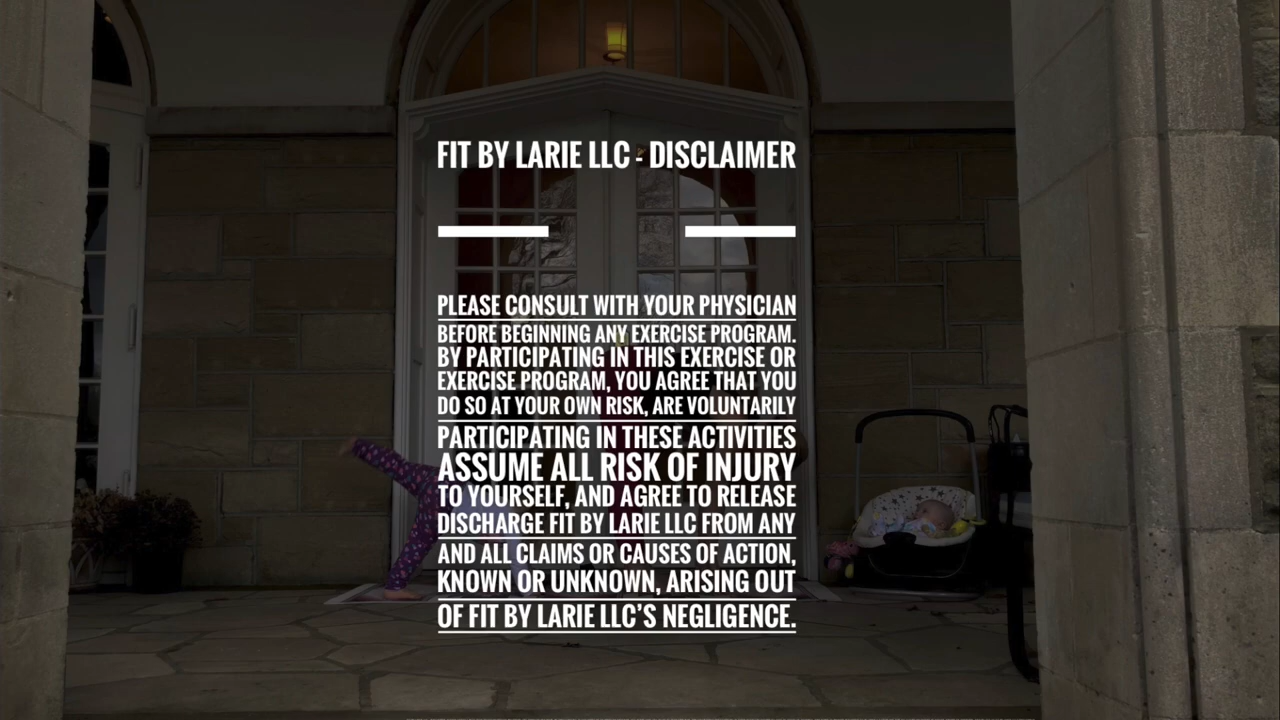 FIT BY LARIE LLC - DISCLAIMER
PLEASE CONSULT WITH YOUR PHYSICIAN
BEFORE BEGINNING ANY EXERCISE PROGRAM.
BY PARTICIPATING IN THIS EXERCISE OR
EXERCISE PROGRAM, YOU AGREE THAT YOU
DO SO AT YOUR OWN RISK, ARE VOLUNTARILY
PARTICIPATING IN THESE ACTIVITIES
ASSUME ALL RISK OF INJURY
TO YOURSELF, AND AGREE TO RELEASE
DISCHARGE FIT BY LARIE LLC FROM ANY
AND ALL CLAIMS OR CAUSES OF ACTION,
KNOWN OR UNKNOWN, ARISING OUT
OF FIT BY LARIE LLC'S NEGLIGENCE.